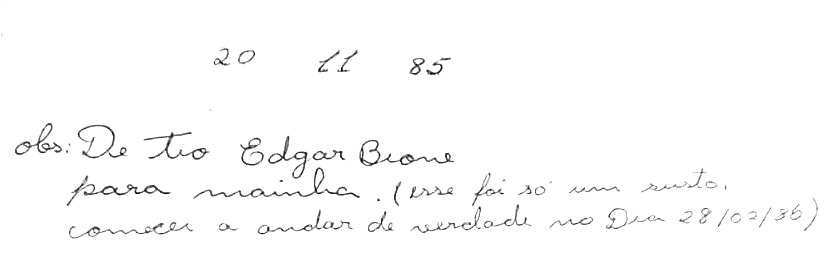 20 11 85
obs: De tio Edgar Bione
para mainha. (esse foi só um susto.
comecei a andar de verdade no Dia 28/02/86)